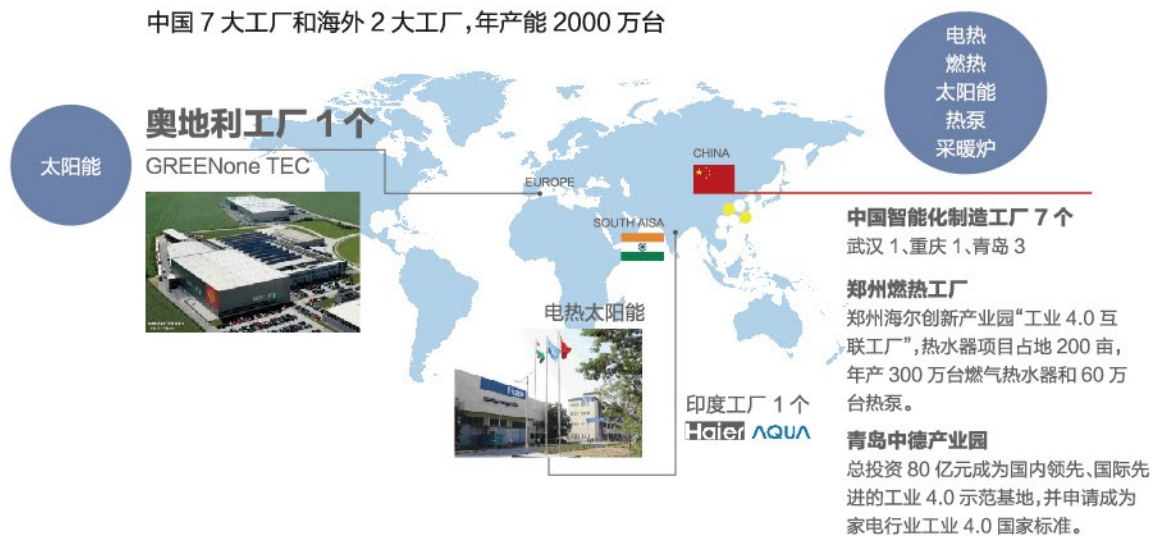 中国 7 大工厂和海外 2 大工厂,年产能 2000 万台
电热
燃热
太阳能
热泵
采暖炉
太阳能
奥地利工厂 1 个
GREENone TEC
EUROPE
CHINA
SOUTH AISA
中国智能化制造工厂 7 个
武汉 1、重庆 1、青岛 3
郑州燃热工厂
郑州海尔创新产业园“工业 4.0 互
联工厂”,热水器项目占地 200 亩,
年产 300 万台燃气热水器和 60 万
台热泵。
青岛中德产业园
总投资 80 亿元成为国内领先、国际先
进的工业 4.0 示范基地,并申请成为
家电行业工业 4.0 国家标准。
电热太阳能
Haier
印度工厂 1 个
Haier AQUA